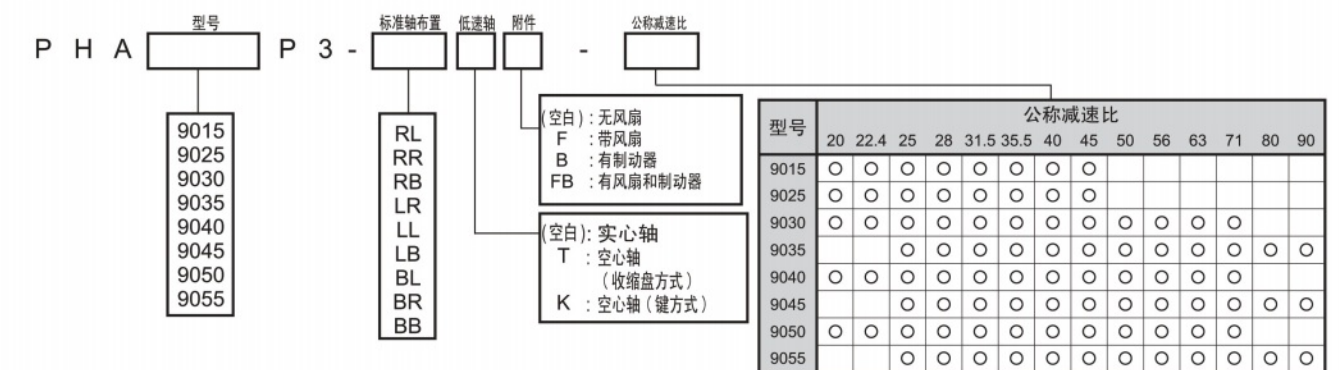 型号 标准轴布置 低速轴 附件 公称减速比
P H A P 3 - -
9015
9025
9030
9035
9040
9045
9050
9055
RL
RR
RB
LR
LL
LB
BL
BR
BB
(空白) : 无风扇
F : 带风扇
B : 有制动器
FB : 有风扇和制动器
(空白) : 实心轴
T : 空心轴
(收缩盘方式)
K : 空心轴 (键方式)
型号 公称减速比
20 22.4 25 28 31.5 35.5 40 45 50 56 63 71 80 90
9015 ○ ○ ○ ○ ○ ○ ○ ○
9025 ○ ○ ○ ○ ○ ○ ○ ○
9030 ○ ○ ○ ○ ○ ○ ○ ○ ○ ○ ○ ○
9035 ○ ○ ○ ○ ○ ○ ○ ○ ○ ○ ○ ○
9040 ○ ○ ○ ○ ○ ○ ○ ○ ○ ○ ○ ○
9045 ○ ○ ○ ○ ○ ○ ○ ○ ○ ○ ○ ○
9050 ○ ○ ○ ○ ○ ○ ○ ○ ○ ○ ○ ○
9055 ○ ○ ○ ○ ○ ○ ○ ○ ○ ○ ○ ○